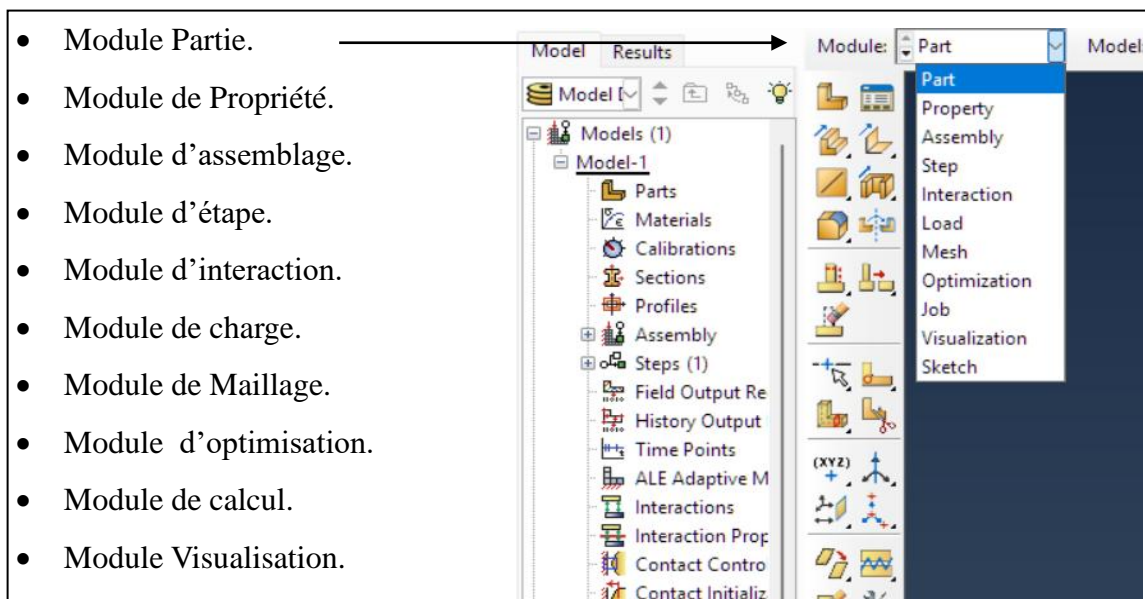 • Module Partie.
• Module de Propriété.
• Module d’assemblage.
• Module d’étape.
• Module d’interaction.
• Module de charge.
• Module de Maillage.
• Module d’optimisation.
• Module de calcul.
• Module Visualisation.
Model Results
Model
Models (1)
Model-1
Parts
Materials
Calibrations
Sections
Profiles
Assembly
Steps (1)
Field Output Re
History Output
Time Points
ALE Adaptive M
Interactions
Interaction Prop
Contact Contro
Contact Initializ
Module: Part Model:
Part
Property
Assembly
Step
Interaction
Load
Mesh
Optimization
Job
Visualization
Sketch
(XYZ)